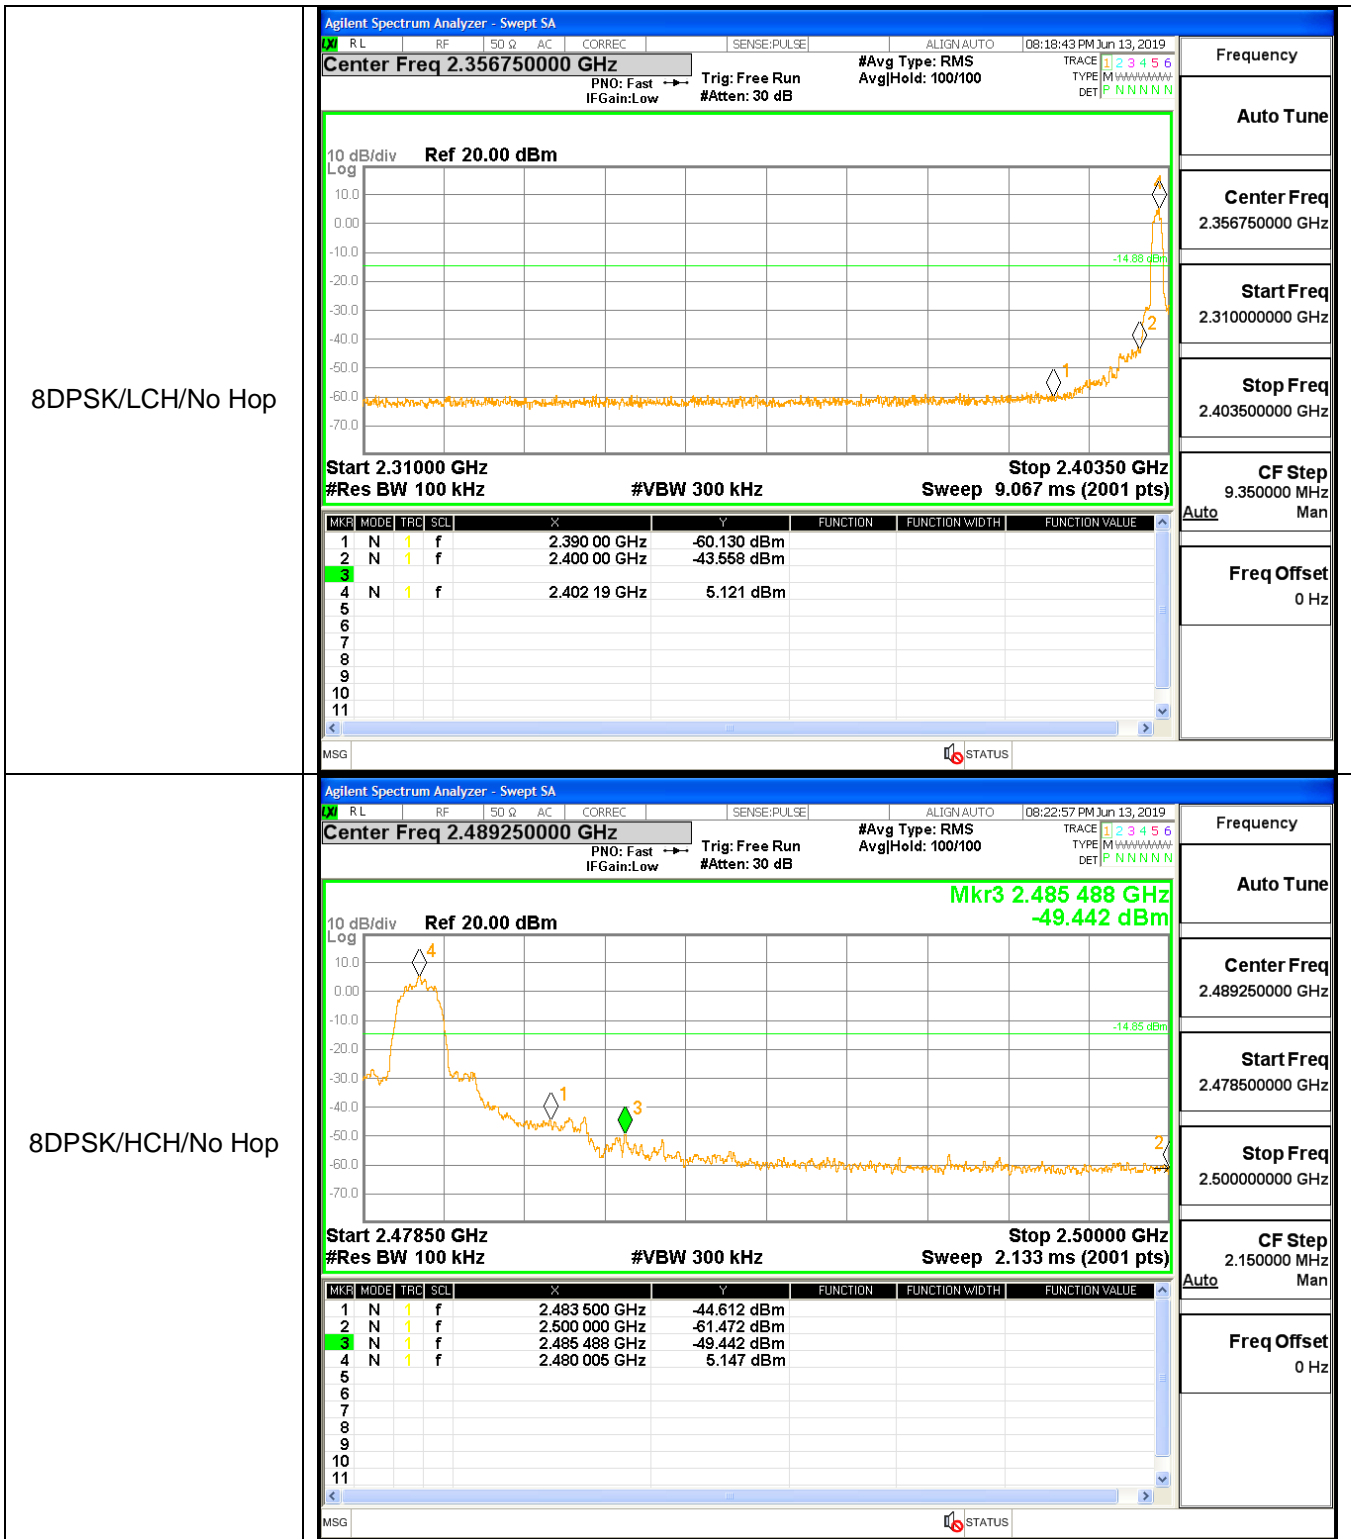 8DPSK/LCH/No Hop
Agilent Spectrum Analyzer - Swept SA
LXI RL RF 50 Ω AC CORREC SENSE:PULSE ALIGN AUTO 08:18:43 PM Jun 13, 2019
Center Freq 2.356750000 GHz #Avg Type: RMS TRACE 1 2 3 4 5 6
PNO: Fast Trig: Free Run Avg|Hold: 100/100 TYPE M WWWWW
IFGain:Low #Atten: 30 dB DET P N N N N N
10 dB/div Ref 20.00 dBm
Log
10.0
0.00
-10.0
-14.88 dBm
-20.0
-30.0
2
-40.0
-50.0
1
-60.0
-70.0
Start 2.31000 GHz Stop 2.40350 GHz
#Res BW 100 kHz #VBW 300 kHz Sweep 9.067 ms (2001 pts)
MKR MODE TRC SCL X Y FUNCTION FUNCTION WIDTH FUNCTION VALUE
1 N 1 f 2.390 00 GHz -60.130 dBm
2 N 1 f 2.400 00 GHz -43.558 dBm
3
4 N 1 f 2.402 19 GHz 5.121 dBm
5
6
7
8
9
10
11
MSG STATUS
Frequency
Auto Tune
Center Freq
2.356750000 GHz
Start Freq
2.310000000 GHz
Stop Freq
2.403500000 GHz
CF Step
9.350000 MHz
Auto Man
Freq Offset
0 Hz
8DPSK/HCH/No Hop
Agilent Spectrum Analyzer - Swept SA
LXI RL RF 50 Ω AC CORREC SENSE:PULSE ALIGN AUTO 08:22:57 PM Jun 13, 2019
Center Freq 2.489250000 GHz #Avg Type: RMS TRACE 1 2 3 4 5 6
PNO: Fast Trig: Free Run Avg|Hold: 100/100 TYPE M WWWWW
IFGain:Low #Atten: 30 dB DET P N N N N N
Mkr3 2.485 488 GHz
-49.442 dBm
10 dB/div Ref 20.00 dBm
Log
4
10.0
0.00
-10.0
-14.85 dBm
-20.0
-30.0
1
-40.0
3
-50.0
2
-60.0
-70.0
Start 2.47850 GHz Stop 2.50000 GHz
#Res BW 100 kHz #VBW 300 kHz Sweep 2.133 ms (2001 pts)
MKR MODE TRC SCL X Y FUNCTION FUNCTION WIDTH FUNCTION VALUE
1 N 1 f 2.483 500 GHz -44.612 dBm
2 N 1 f 2.500 000 GHz -61.472 dBm
3 N 1 f 2.485 488 GHz -49.442 dBm
4 N 1 f 2.480 005 GHz 5.147 dBm
5
6
7
8
9
10
11
MSG STATUS
Frequency
Auto Tune
Center Freq
2.489250000 GHz
Start Freq
2.478500000 GHz
Stop Freq
2.500000000 GHz
CF Step
2.150000 MHz
Auto Man
Freq Offset
0 Hz